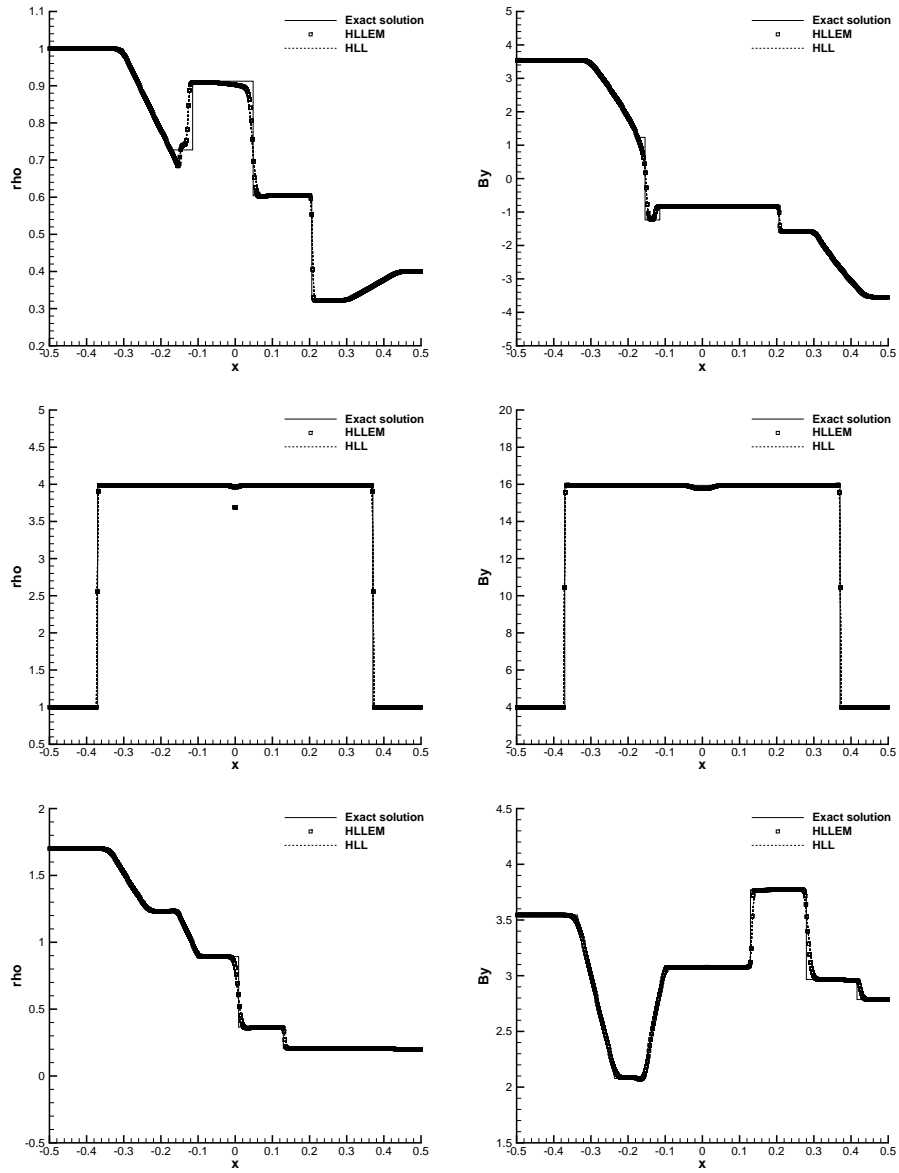 Exact solution
HLLEM
HLL
rho
1.1
1
0.9
0.8
0.7
0.6
0.5
0.4
0.3
0.2
-0.5 -0.4 -0.3 -0.2 -0.1 0 0.1 0.2 0.3 0.4 0.5
x
Exact solution
HLLEM
HLL
By
5
4
3
2
1
0
-1
-2
-3
-4
-5
-0.5 -0.4 -0.3 -0.2 -0.1 0 0.1 0.2 0.3 0.4 0.5
x
Exact solution
HLLEM
HLL
rho
5
4.5
4
3.5
3
2.5
2
1.5
1
0.5
-0.5 -0.4 -0.3 -0.2 -0.1 0 0.1 0.2 0.3 0.4 0.5
x
Exact solution
HLLEM
HLL
By
20
18
16
14
12
10
8
6
4
2
-0.5 -0.4 -0.3 -0.2 -0.1 0 0.1 0.2 0.3 0.4 0.5
x
Exact solution
HLLEM
HLL
rho
2
1.5
1
0.5
0
-0.5
-0.5 -0.4 -0.3 -0.2 -0.1 0 0.1 0.2 0.3 0.4 0.5
x
Exact solution
HLLEM
HLL
By
4.5
4
3.5
3
2.5
2
1.5
-0.5 -0.4 -0.3 -0.2 -0.1 0 0.1 0.2 0.3 0.4 0.5
x